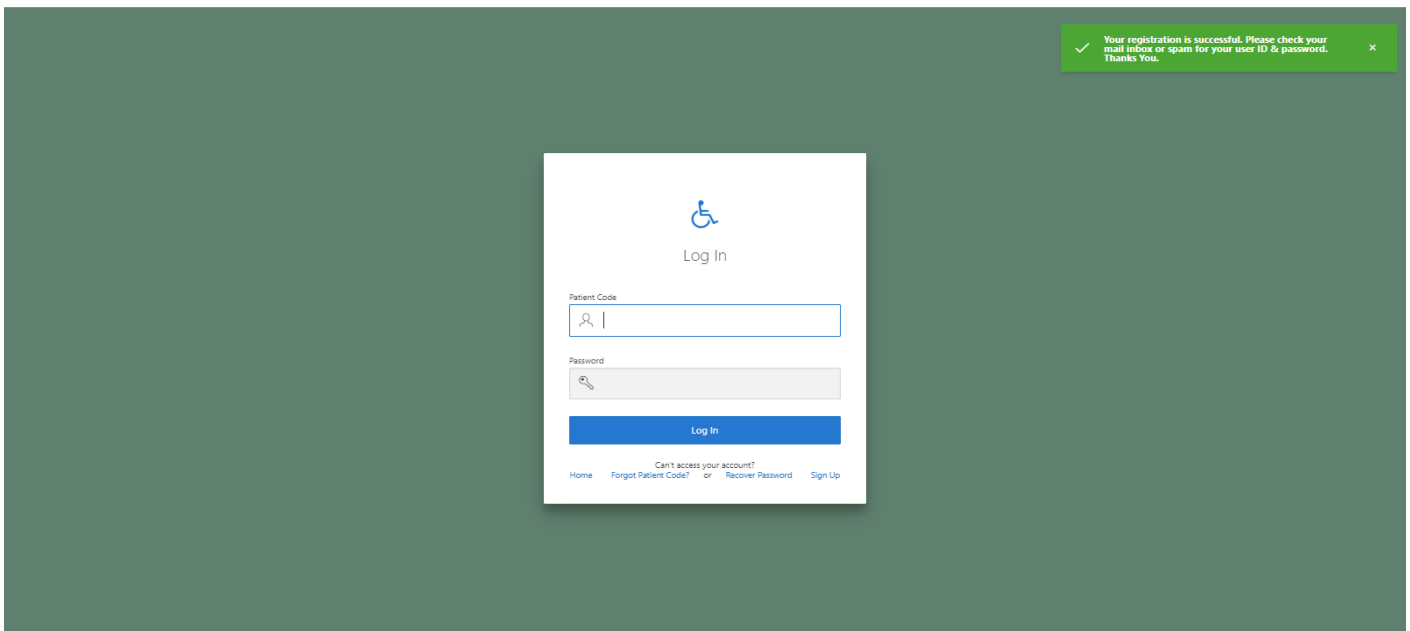 Your registration is successful. Please check your
mail inbox or spam for your user ID & password.
Thanks You.
Log In
Patient Code
Password
Log In
Can't access your account?
Home Forgot Patient Code? or Recover Password Sign Up